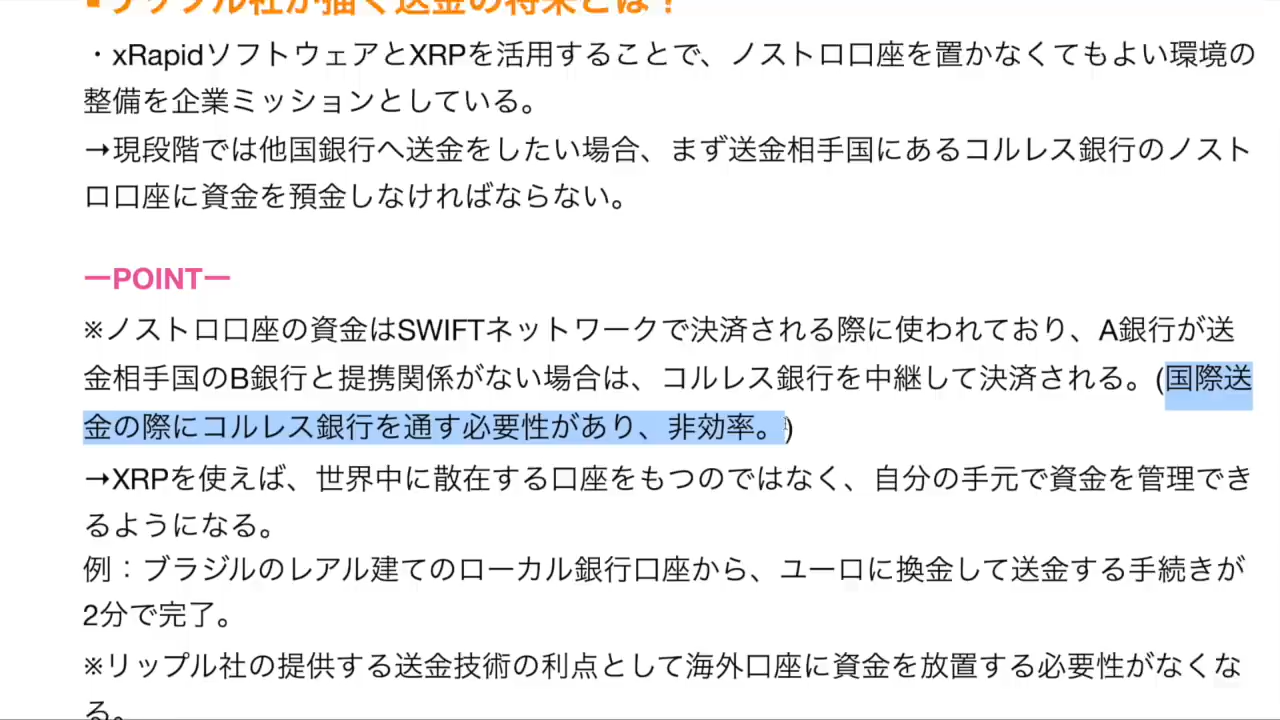 ■リップル社が描く送金の将来とは？
・xRapidソフトウェアとXRPを活用することで、ノストロ口座を置かなくてもよい環境の
整備を企業ミッションとしている。
→現段階では他国銀行へ送金をしたい場合、まず送金相手国にあるコルレス銀行のノスト
ロ口座に資金を預金しなければならない。
ーPOINTー
※ノストロ口座の資金はSWIFTネットワークで決済される際に使われており、A銀行が送
金相手国のB銀行と提携関係がない場合は、コルレス銀行を中継して決済される。(国際送
金の際にコルレス銀行を通す必要性があり、非効率。)
→XRPを使えば、世界中に散在する口座をもつのではなく、自分の手元で資金を管理でき
るようになる。
例：ブラジルのレアル建てのローカル銀行口座から、ユーロに換金して送金する手続きが
2分で完了。
※リップル社の提供する送金技術の利点として海外口座に資金を放置する必要性がなくな
る。